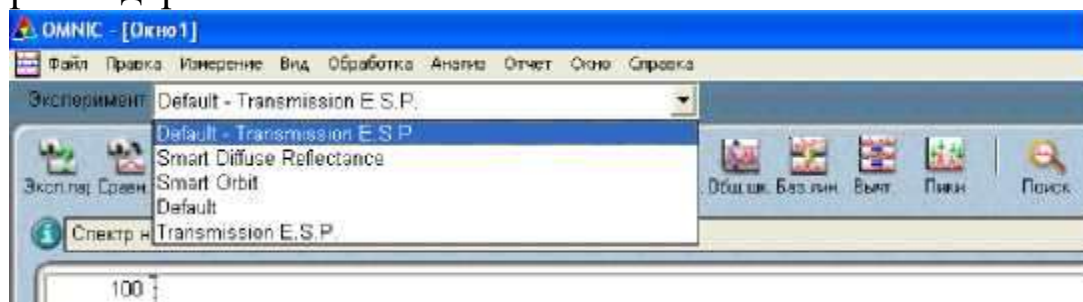 OMNIC - [Окно1]
Файл Правка Измерение Вид Обработка Анализ Отчет Окно Справка
Эксперимент Default - Transmission E.S.P.
Default - Transmission E.S.P
Smart Diffuse Reflectance
Smart Orbit
Default
Transmission E.S.P.
Эксп.пар Сравн Общ.шк. Баз.лин. Вычт Пики Поиск
Спектр н
100